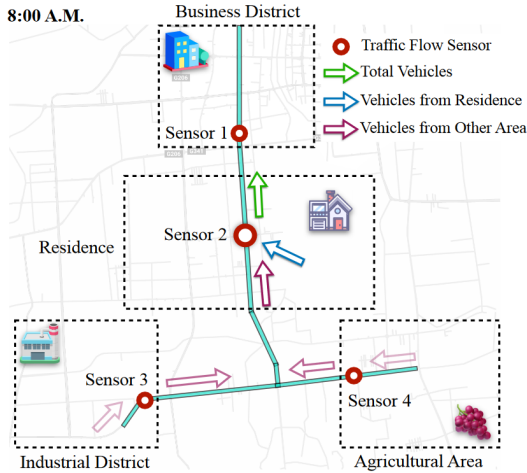 8:00 A.M.
Business District
Traffic Flow Sensor
Total Vehicles
Vehicles from Residence
Vehicles from Other Area
Sensor 1
Sensor 2
Residence
Sensor 3
Sensor 4
Industrial District
Agricultural Area